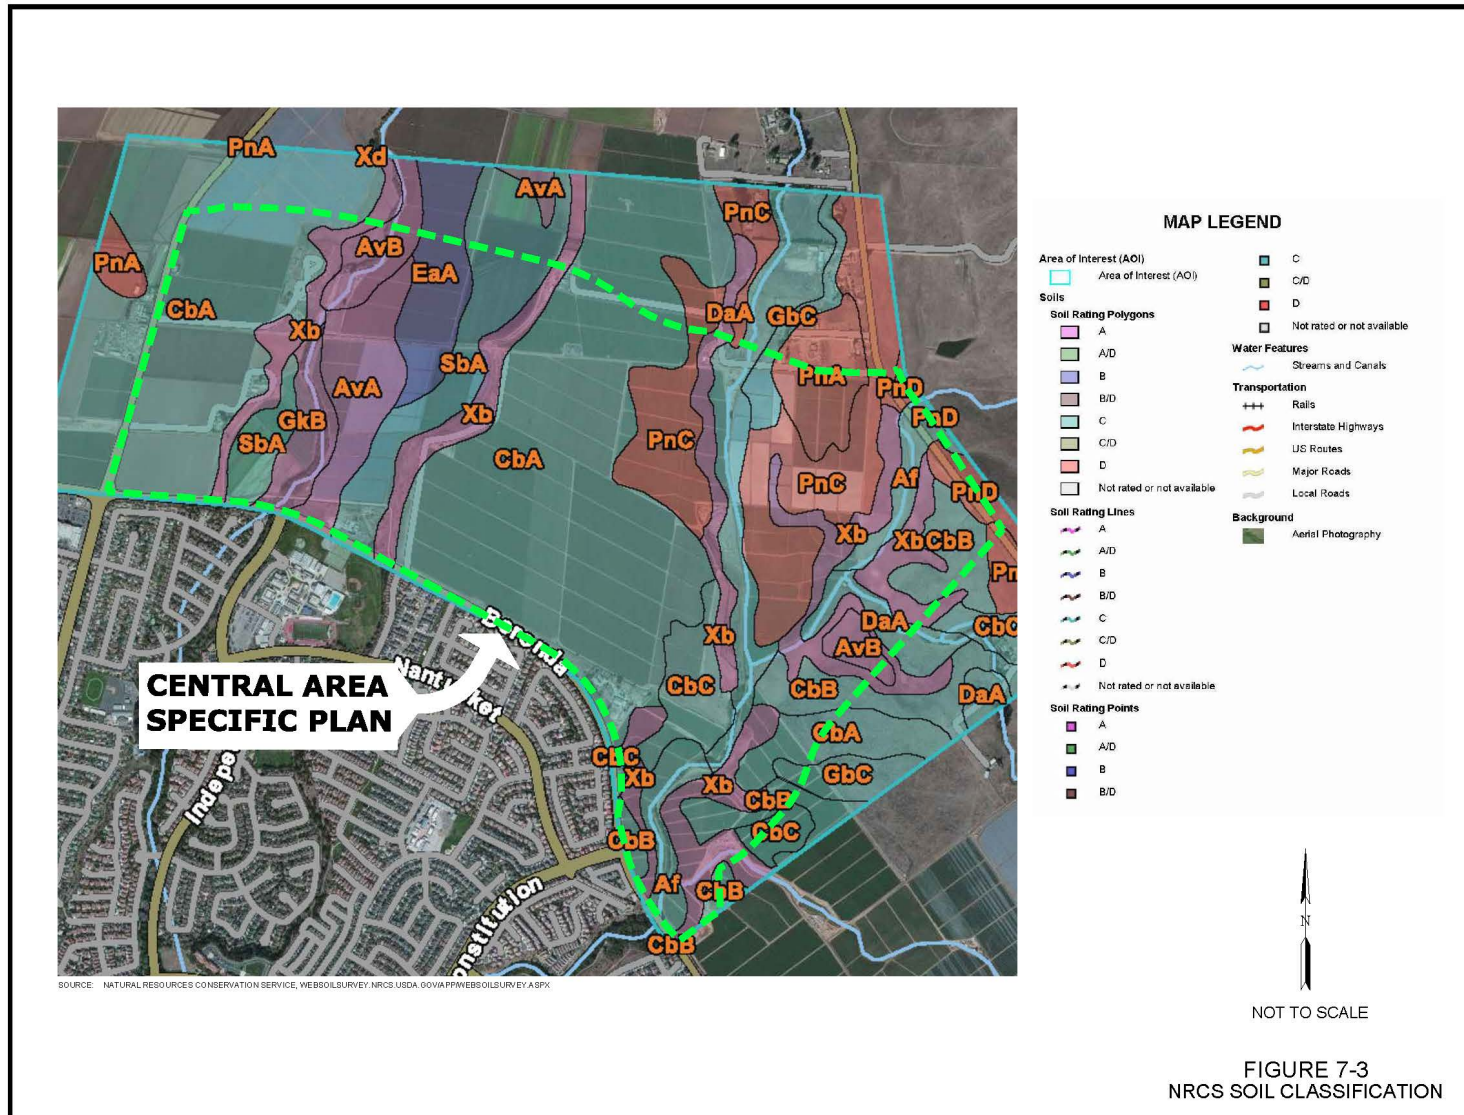 PnA
Xd
AvA
PnC
AvB
PnA
EaA
CbA
DaA
GbC
Xb
SbA
AvA
PnA
PnD
PnD
Xb
GkB
SbA
PnC
CbA
Af
PnC
PnD
Xb
XbCbB
Pn
Boronda
Xb
DaA
CbC
AvB
Nantucket
CENTRAL AREA
SPECIFIC PLAN
CbC
CbB
DaA
GbA
Indepe
CbC
Xb
Xb
GbC
CbB
CbC
CbB
Af
CbB
onstitution
CbB
SOURCE: NATURAL RESOURCES CONSERVATION SERVICE, WEBSOILSURVEY.NRCS.USDA.GOV/APP/WEBSOILSURVEY.ASPX
MAP LEGEND
Area of Interest (AOI)
Area of Interest (AOI)
Soils
Soil Rating Polygons
A
A/D
B
B/D
C
C/D
D
Not rated or not available
Soil Rating Lines
A
A/D
B
B/D
C
C/D
D
Not rated or not available
Soil Rating Points
A
A/D
B
B/D
C
C/D
D
Not rated or not available
Water Features
Streams and Canals
Transportation
Rails
Interstate Highways
US Routes
Major Roads
Local Roads
Background
Aerial Photography
N
NOT TO SCALE
FIGURE 7-3
NRCS SOIL CLASSIFICATION